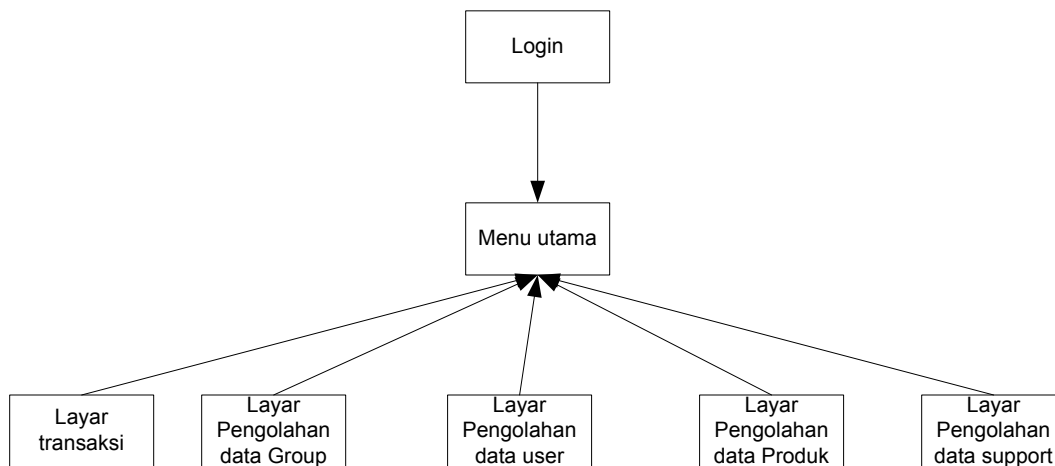 Login
Menu utama
Layar
transaksi
Layar
Pengolahan
data Group
Layar
Pengolahan
data user
Layar
Pengolahan
data Produk
Layar
Pengolahan
data support